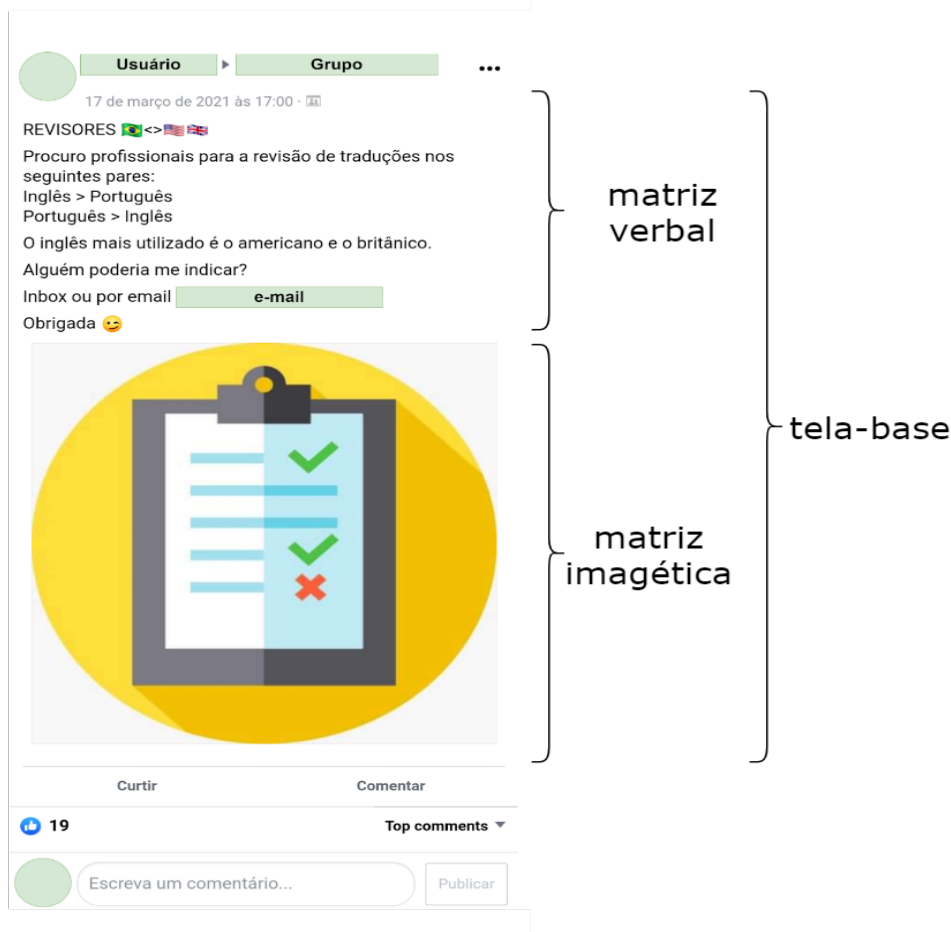 Usuário Grupo
17 de março de 2021 às 17:00 ·
REVISORES 🇧🇷<>🇺🇸🇬🇧
Procuro profissionais para a revisão de traduções nos
seguintes pares:
Inglês > Português
Português > Inglês
O inglês mais utilizado é o americano e o britânico.
Alguém poderia me indicar?
Inbox ou por email e-mail
Obrigada 😉
matriz
verbal
matriz
imagética
tela-base
Curtir Comentar
19 Top comments
Escreva um comentário... Publicar